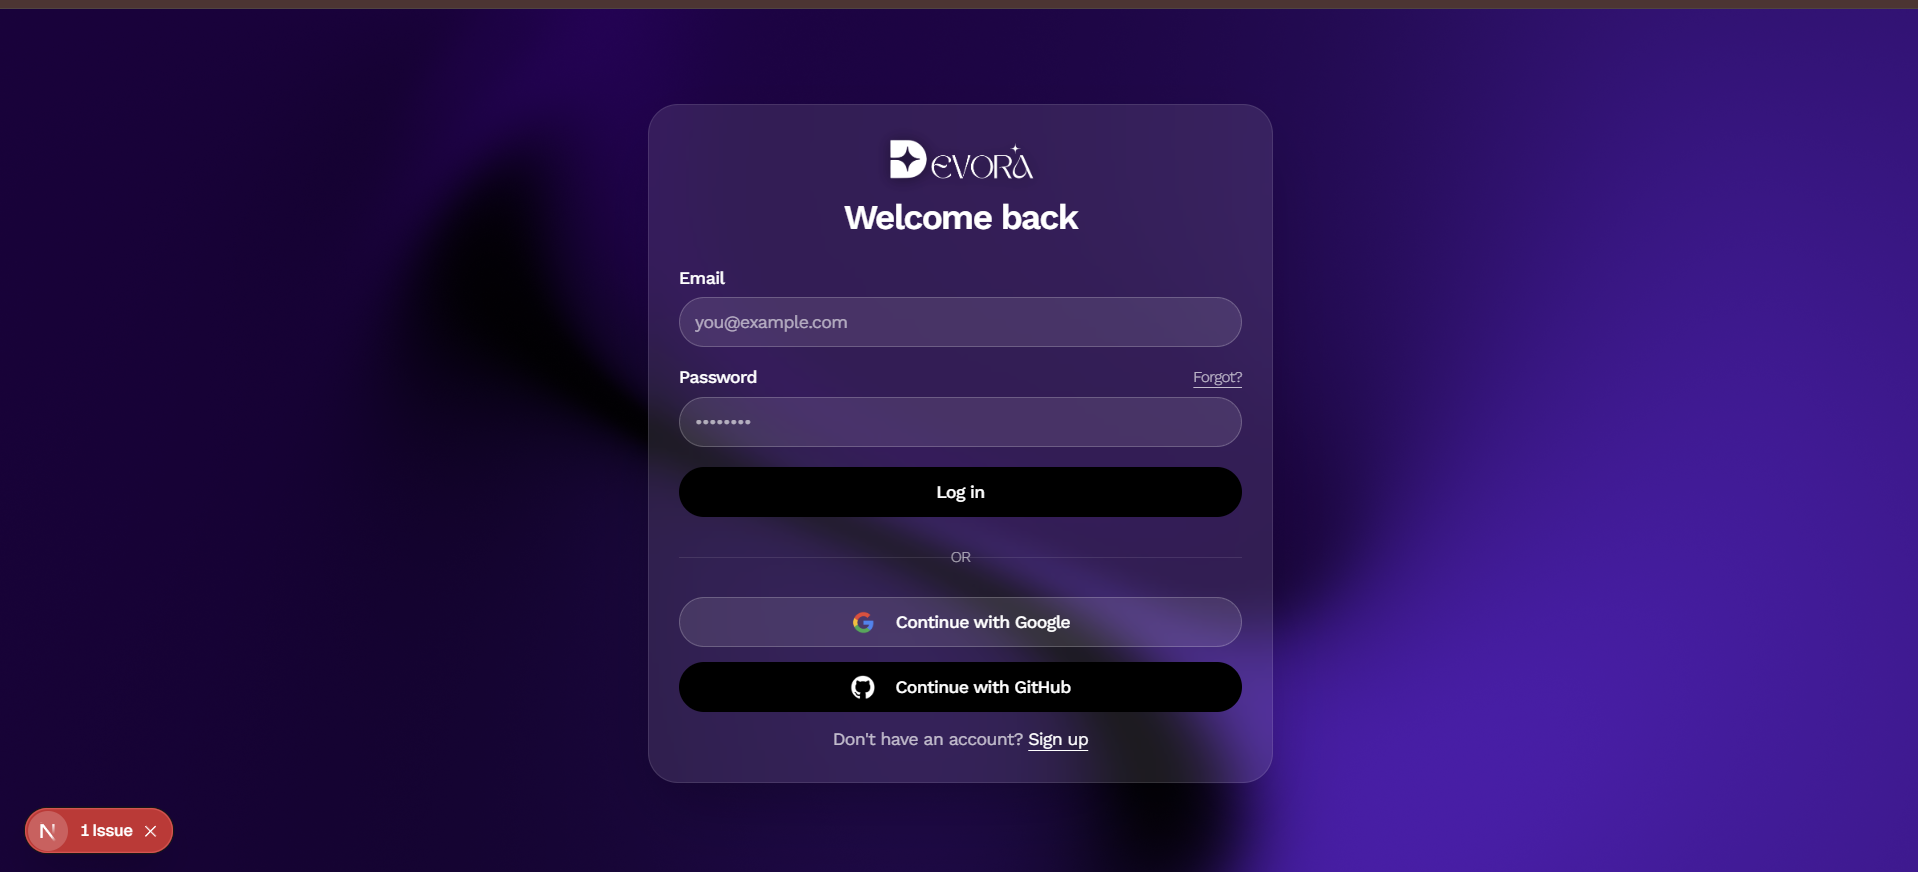 DEVORA
Welcome back
Email
you@example.com
Password
Forgot?
••••••••
Log in
OR
Continue with Google
Continue with GitHub
Don't have an account? Sign up
N
1 Issue